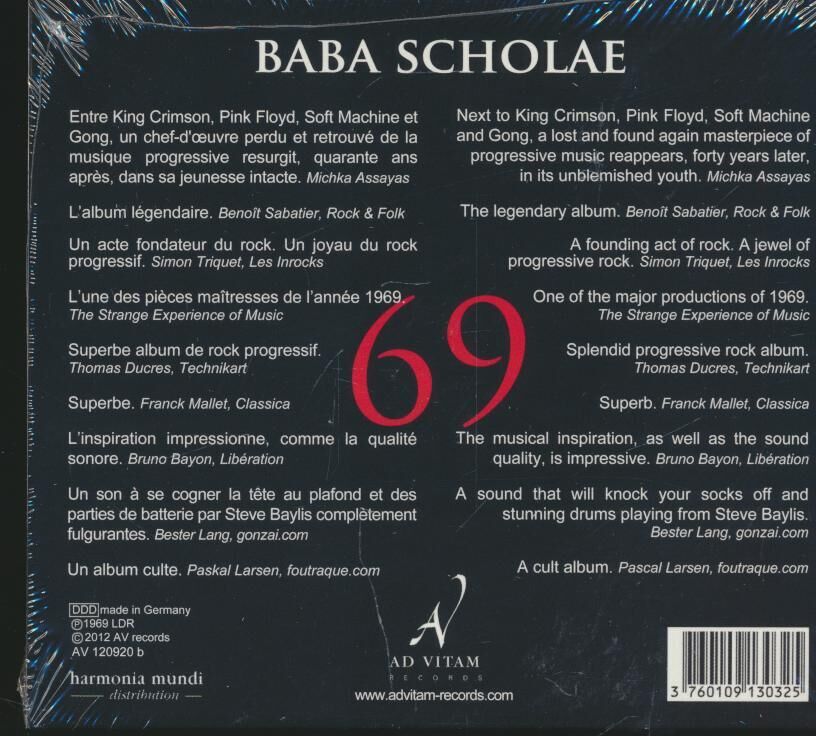 BABA SCHOLAE
Entre King Crimson, Pink Floyd, Soft Machine et
Gong, un chef-d'œuvre perdu et retrouvé de la
musique progressive resurgit, quarante ans
après, dans sa jeunesse intacte. Michka Assayas
L'album légendaire. Benoît Sabatier, Rock & Folk
Un acte fondateur du rock. Un joyau du rock
progressif. Simon Triquet, Les Inrocks
L'une des pièces maîtresses de l'année 1969.
The Strange Experience of Music
Superbe album de rock progressif.
Thomas Ducres, Technikart
Superbe. Franck Mallet, Classica
L'inspiration impressionne, comme la qualité
sonore. Bruno Bayon, Libération
Un son à se cogner la tête au plafond et des
parties de batterie par Steve Baylis complètement
fulgurantes. Bester Lang, gonzai.com
Un album culte. Paskal Larsen, foutraque.com
Next to King Crimson, Pink Floyd, Soft Machine
and Gong, a lost and found again masterpiece of
progressive music reappears, forty years later,
in its unblemished youth. Michka Assayas
The legendary album. Benoît Sabatier, Rock & Folk
A founding act of rock. A jewel of
progressive rock. Simon Triquet, Les Inrocks
One of the major productions of 1969.
The Strange Experience of Music
Splendid progressive rock album.
Thomas Ducres, Technikart
Superb. Franck Mallet, Classica
The musical inspiration, as well as the sound
quality, is impressive. Bruno Bayon, Libération
A sound that will knock your socks off and
stunning drums playing from Steve Baylis.
Bester Lang, gonzai.com
A cult album. Pascal Larsen, foutraque.com
69
DDD made in Germany
℗1969 LDR
©2012 AV records
AV 120920 b
harmonia mundi
distribution
AV
AD VITAM
RECORDS
www.advitam-records.com
3 760109 130325